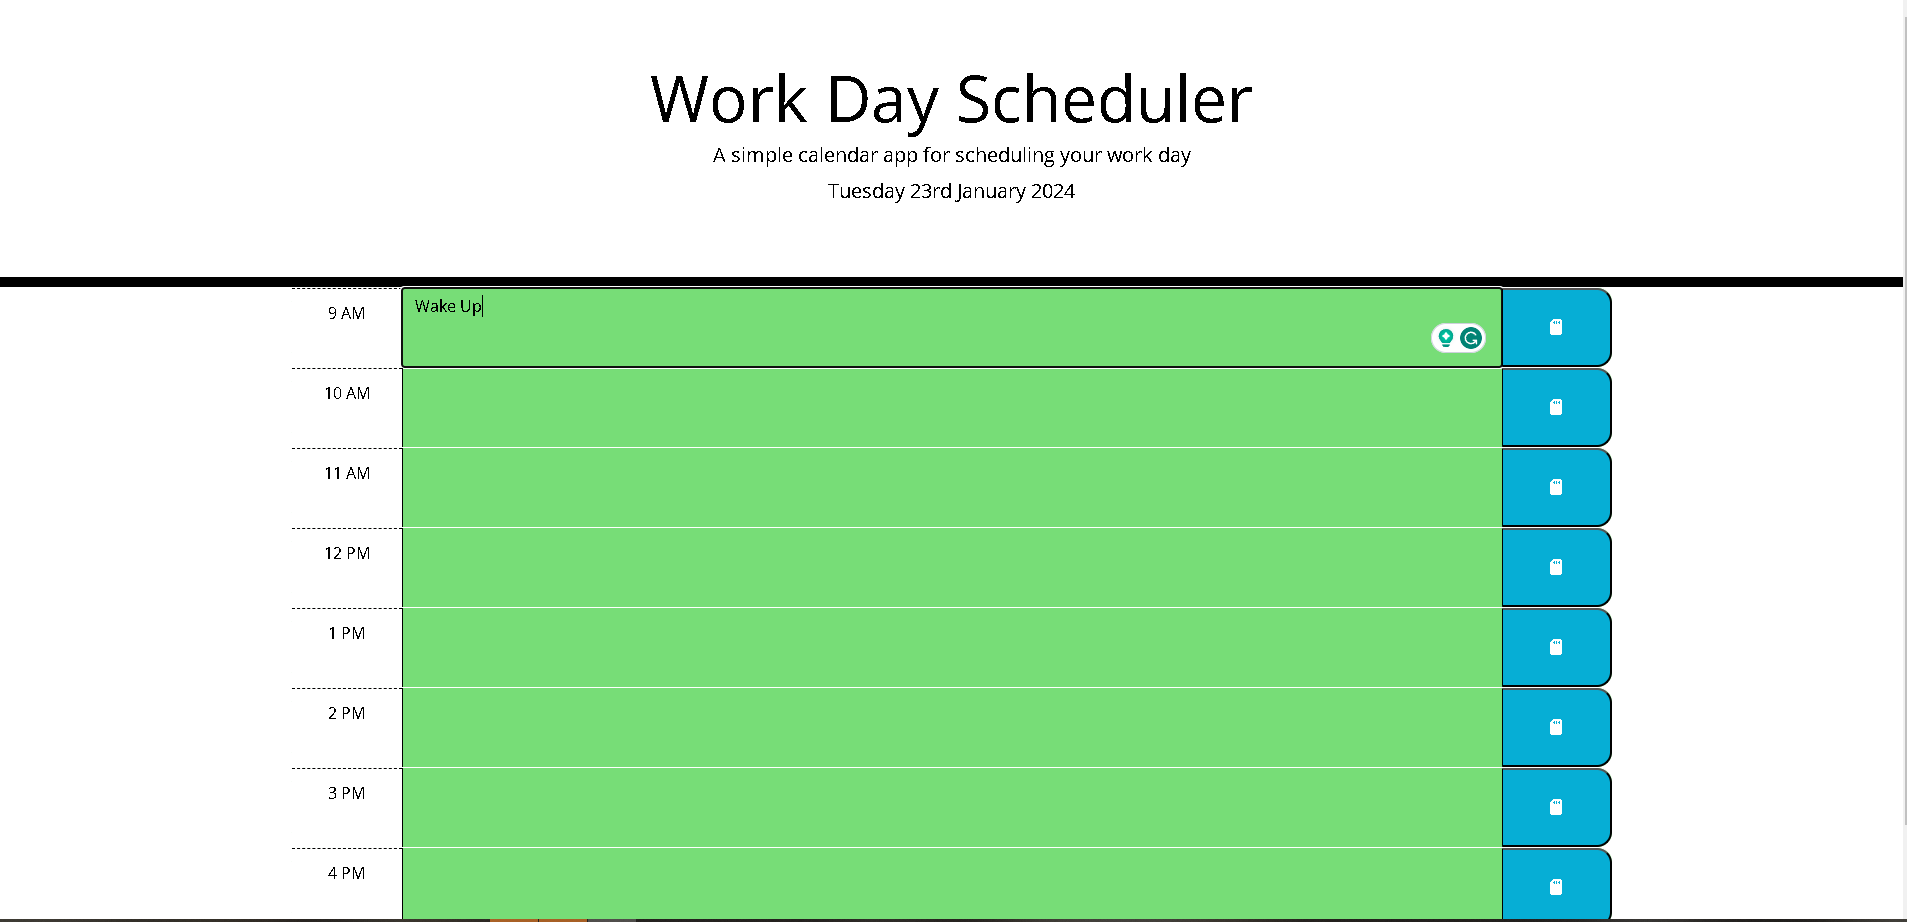 Work Day Scheduler
A simple calendar app for scheduling your work day
Tuesday 23rd January 2024
9 AM
Wake Up
10 AM
11 AM
12 PM
1 PM
2 PM
3 PM
4 PM